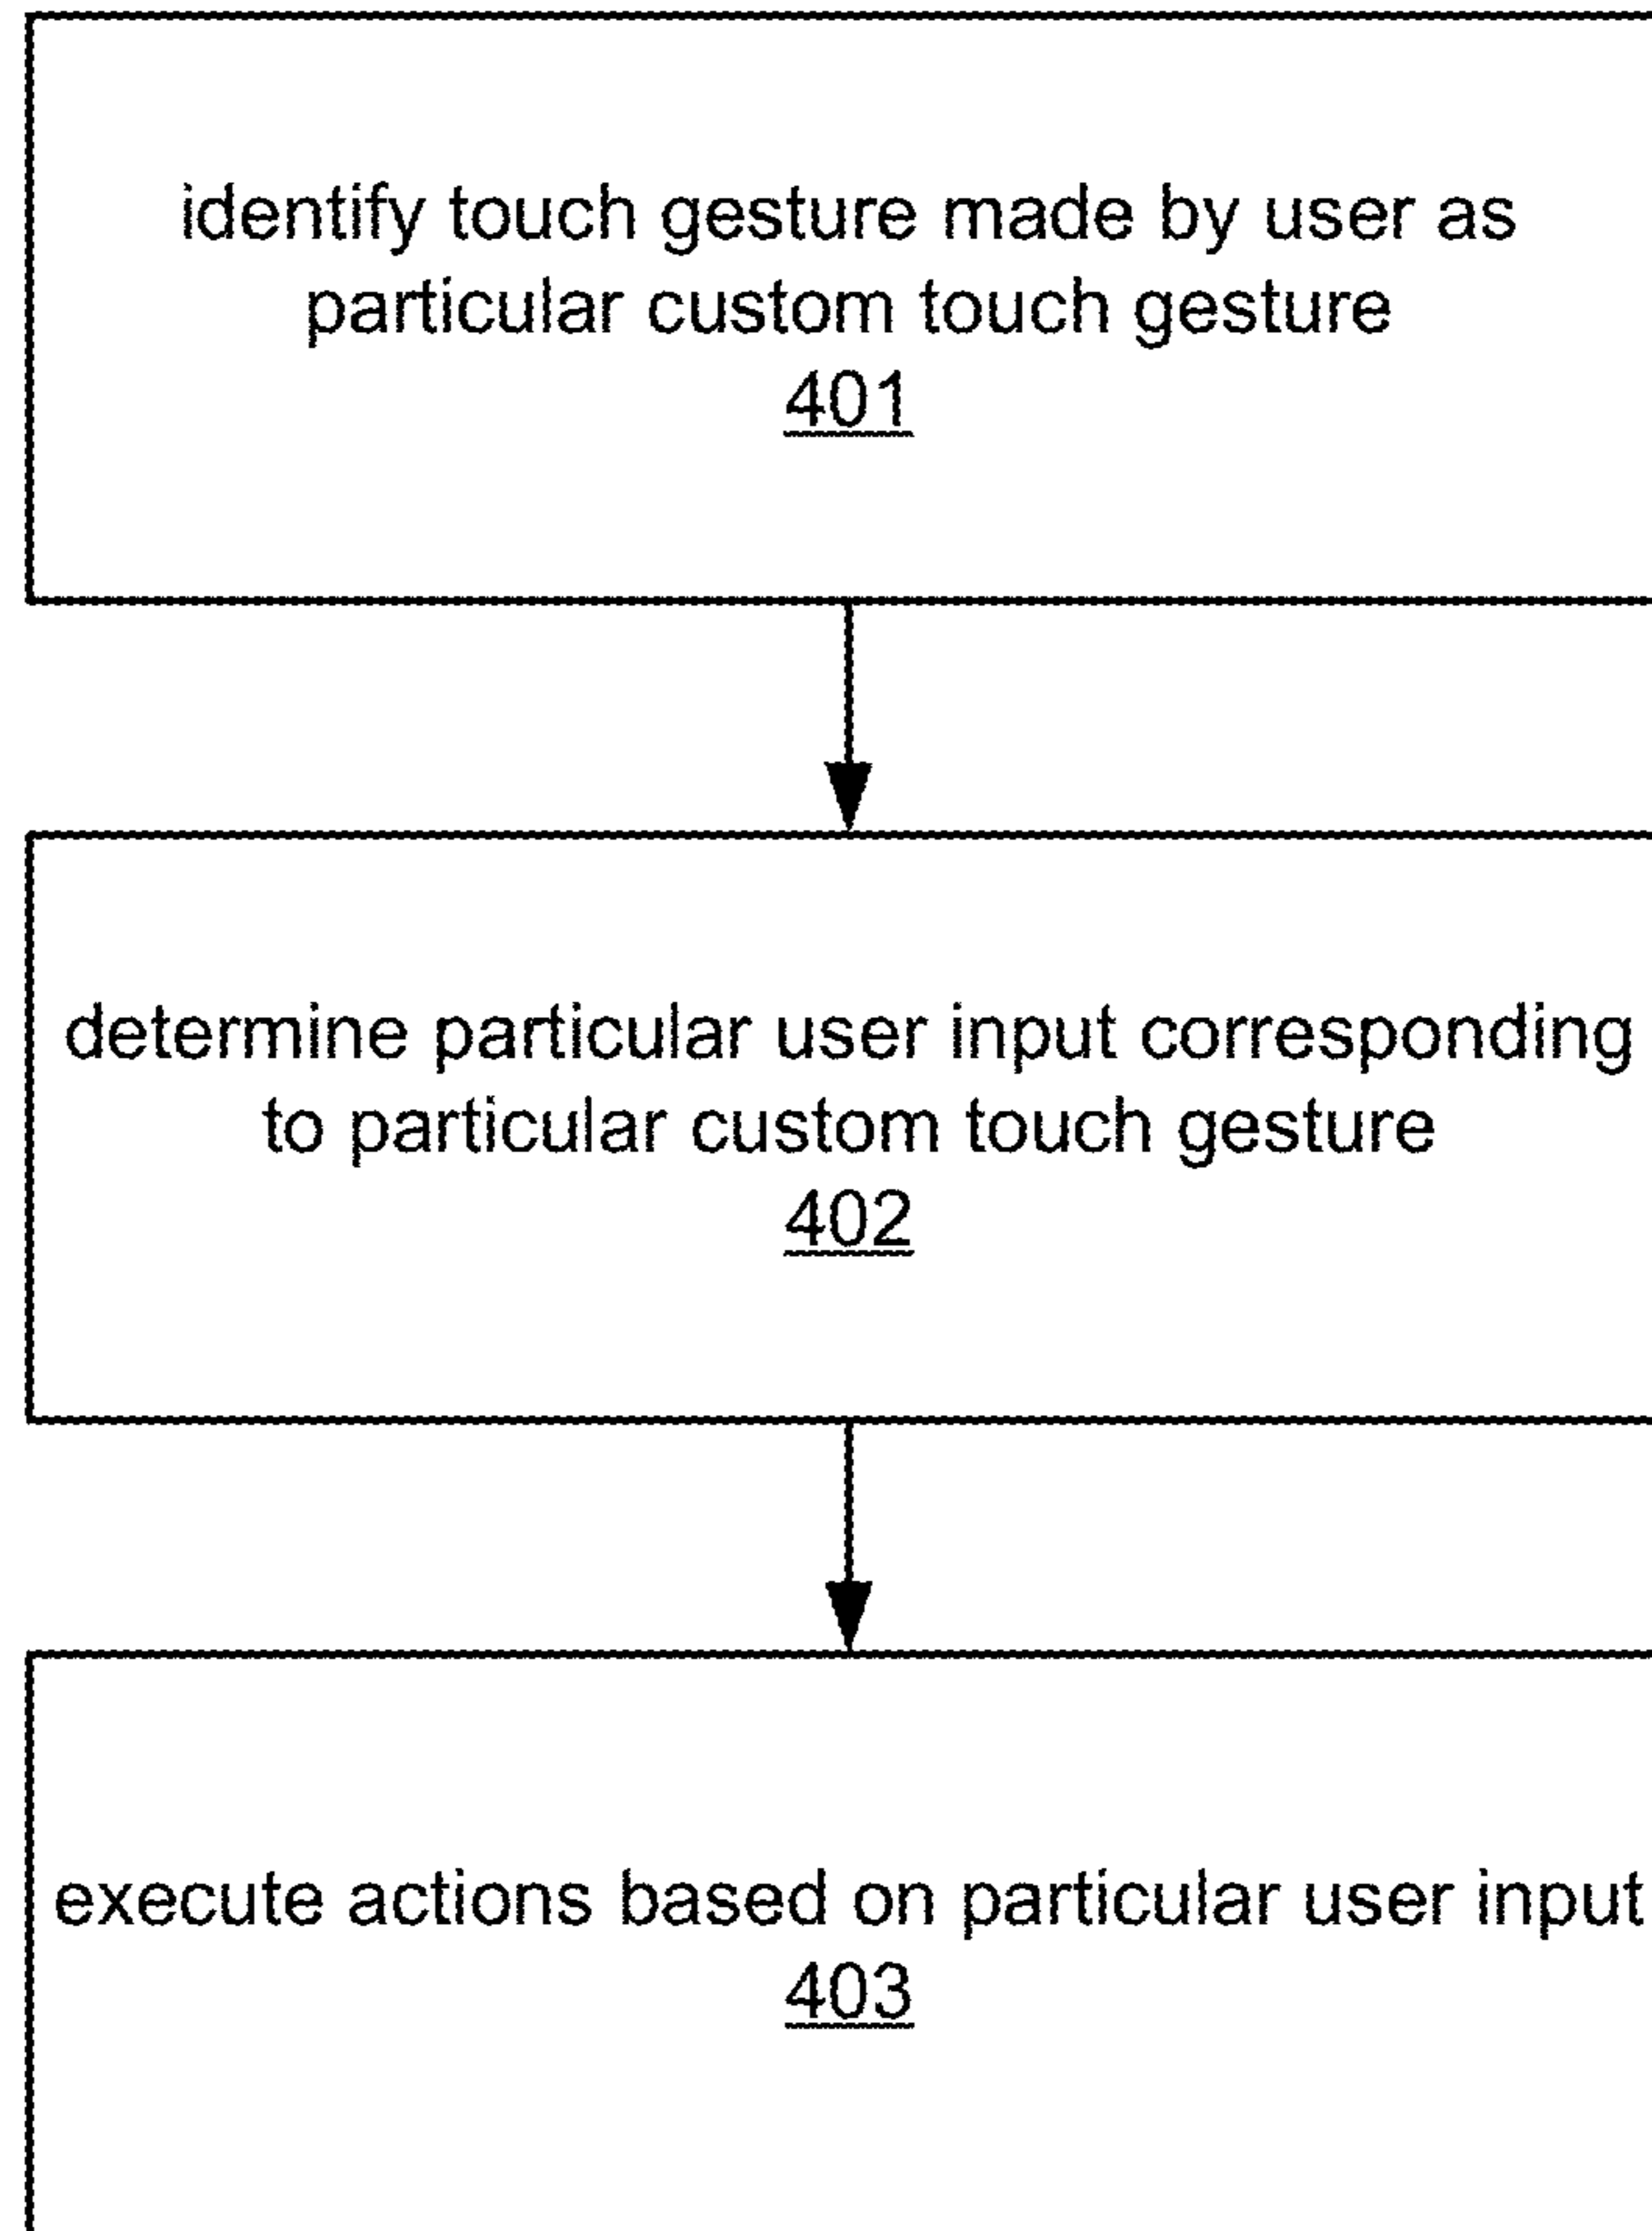 identify touch gesture made by user as
particular custom touch gesture
401
determine particular user input corresponding
to particular custom touch gesture
402
execute actions based on particular user input
403